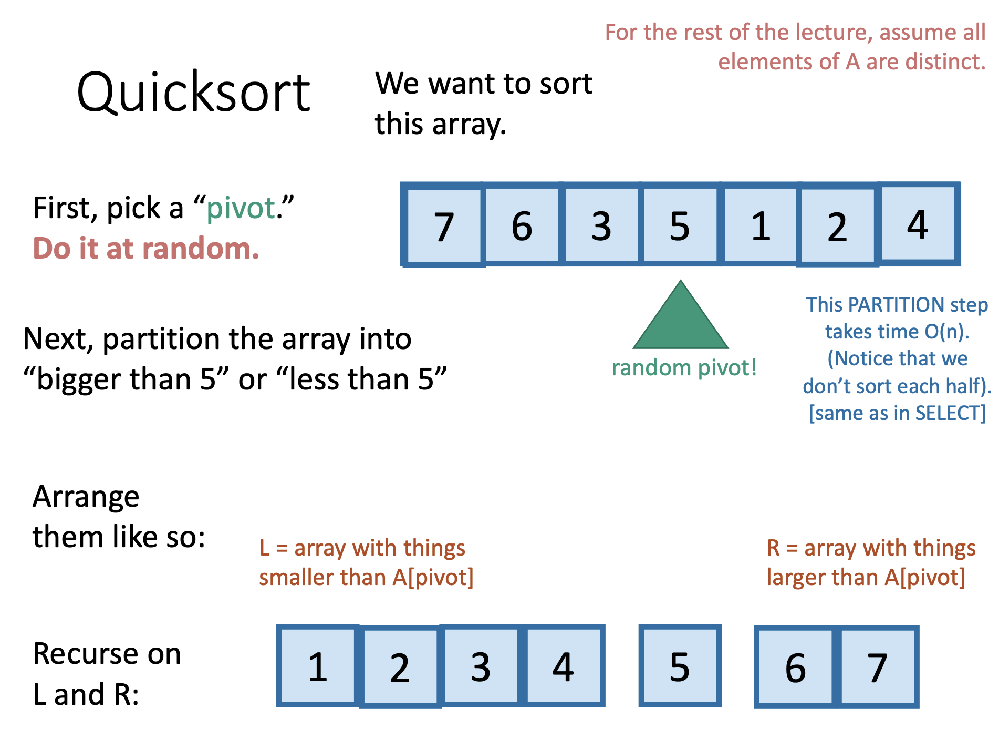 For the rest of the lecture, assume all
elements of A are distinct.
Quicksort
We want to sort
this array.
First, pick a “pivot.”
Do it at random.
7 6 3 5 1 2 4
random pivot!
This PARTITION step
takes time O(n).
(Notice that we
don’t sort each half).
[same as in SELECT]
Next, partition the array into
“bigger than 5” or “less than 5”
Arrange
them like so:
L = array with things
smaller than A[pivot]
R = array with things
larger than A[pivot]
Recurse on
L and R:
1 2 3 4 5 6 7